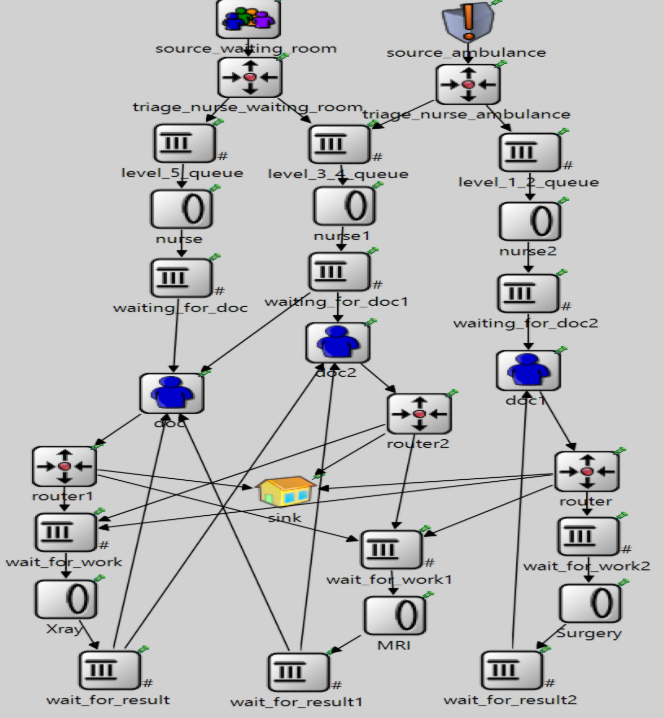 source_waiting_room
source_ambulance
triage_nurse_waiting_room
triage_nurse_ambulance
#
level_5_queue
#
level_3_4_queue
#
level_1_2_queue
nurse
nurse1
nurse2
#
waiting_for_doc
#
waiting_for_doc1
#
waiting_for_doc2
doc2
doc1
doc
router2
router1
sink
router
#
wait_for_work
#
wait_for_work1
#
wait_for_work2
Xray
MRI
Surgery
#
wait_for_result
#
wait_for_result1
#
wait_for_result2